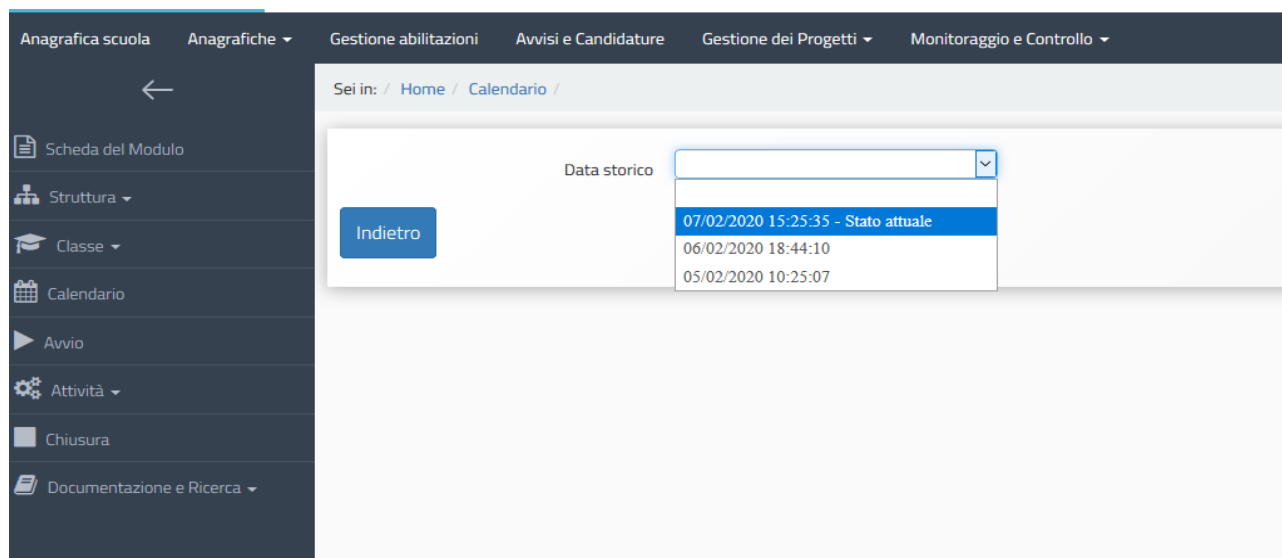 Anagrafica scuola Anagrafiche Gestione abilitazioni Avvisi e Candidature Gestione dei Progetti Monitoraggio e Controllo
Sei in: / Home / Calendario /
Scheda del Modulo
Struttura
Classe
Calendario
Avvio
Attività
Chiusura
Documentazione e Ricerca
Data storico
07/02/2020 15:25:35 - Stato attuale
06/02/2020 18:44:10
05/02/2020 10:25:07
Indietro